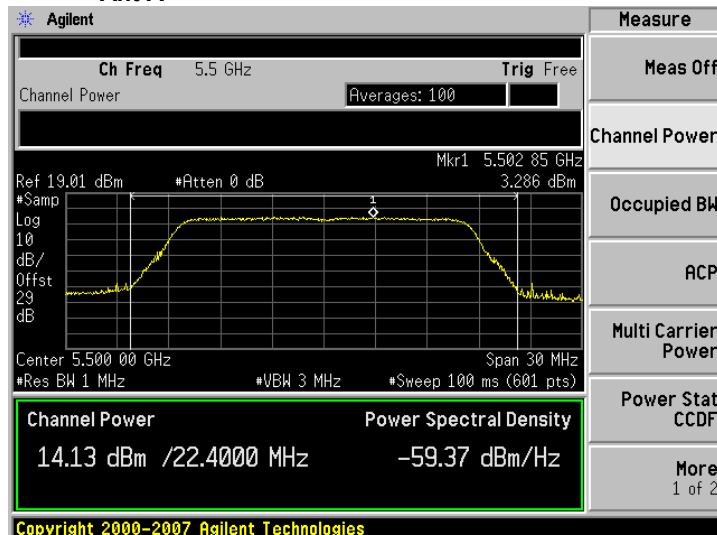 Agilent
Measure
Ch Freq 5.5 GHz Trig Free
Channel Power Averages: 100
Mkr1 5.502 85 GHz
Ref 19.01 dBm #Atten 0 dB 3.286 dBm
#Samp
Log
10
dB/
Offst
29
dB
1
Center 5.500 00 GHz Span 30 MHz
#Res BW 1 MHz #VBW 3 MHz #Sweep 100 ms (601 pts)
Channel Power Power Spectral Density
14.13 dBm /22.4000 MHz -59.37 dBm/Hz
Copyright 2000-2007 Agilent Technologies
Meas Off
Channel Power
Occupied BW
ACP
Multi Carrier
Power
Power Stat
CCDF
More
1 of 2